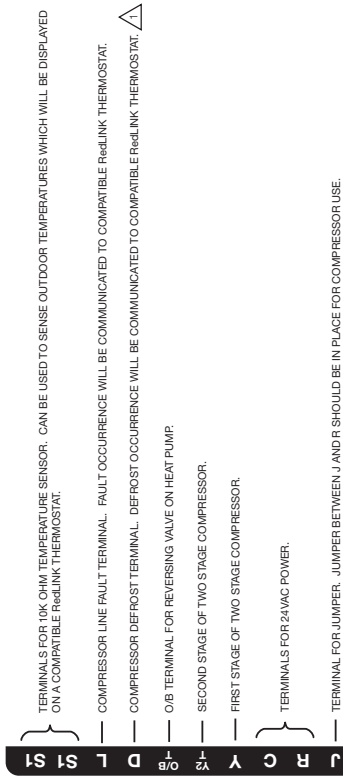 S1
S1
TERMINALS FOR 10K OHM TEMPERATURE SENSOR. CAN BE USED TO SENSE OUTDOOR TEMPERATURES WHICH WILL BE DISPLAYED
ON A COMPATIBLE RedLINK THERMOSTAT.
L
COMPRESSOR LINE FAULT TERMINAL. FAULT OCCURRENCE WILL BE COMMUNICATED TO COMPATIBLE RedLINK THERMOSTAT.
D
COMPRESSOR DEFROST TERMINAL. DEFROST OCCURRENCE WILL BE COMMUNICATED TO COMPATIBLE RedLINK THERMOSTAT. 1
O/B
T
O/B TERMINAL FOR REVERSING VALVE ON HEAT PUMP.
Y2
T
SECOND STAGE OF TWO STAGE COMPRESSOR.
Y
FIRST STAGE OF TWO STAGE COMPRESSOR.
C
R
TERMINALS FOR 24VAC POWER.
J
TERMINAL FOR JUMPER. JUMPER BETWEEN J AND R SHOULD BE IN PLACE FOR COMPRESSOR USE.